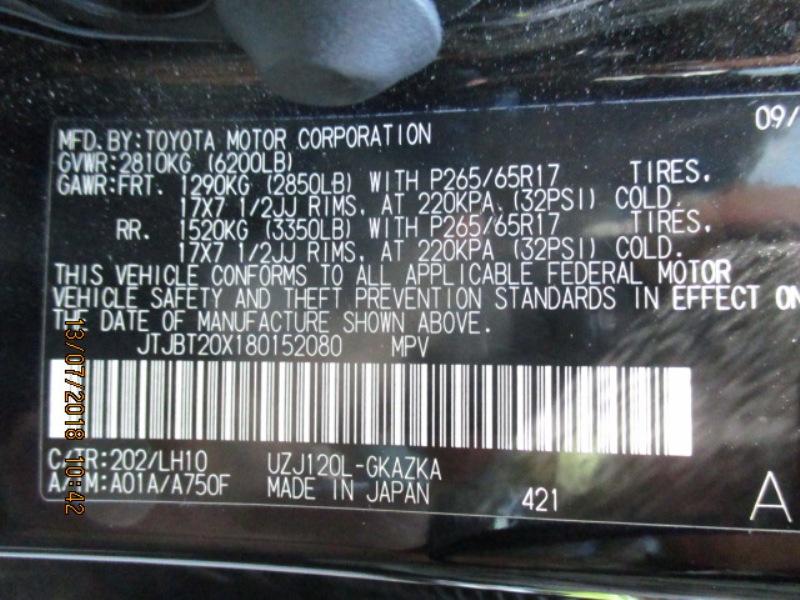 09/
MFD.BY:TOYOTA MOTOR CORPORATION
GVWR:2810KG (6200LB)
GAWR:FRT. 1290KG (2850LB) WITH P265/65R17 TIRES,
17X7 1/2JJ RIMS, AT 220KPA (32PSI) COLD.
RR. 1520KG (3350LB) WITH P265/65R17 TIRES,
17X7 1/2JJ RIMS, AT 220KPA (32PSI) COLD.
THIS VEHICLE CONFORMS TO ALL APPLICABLE FEDERAL MOTOR
VEHICLE SAFETY AND THEFT PREVENTION STANDARDS IN EFFECT ON
THE DATE OF MANUFACTURE SHOWN ABOVE.
JTJBT20X180152080 MPV
C/TR:202/LH10 UZJ120L-GKAZKA
A/TM:A01A/A750F MADE IN JAPAN 421 A
13/07/2018 10:42